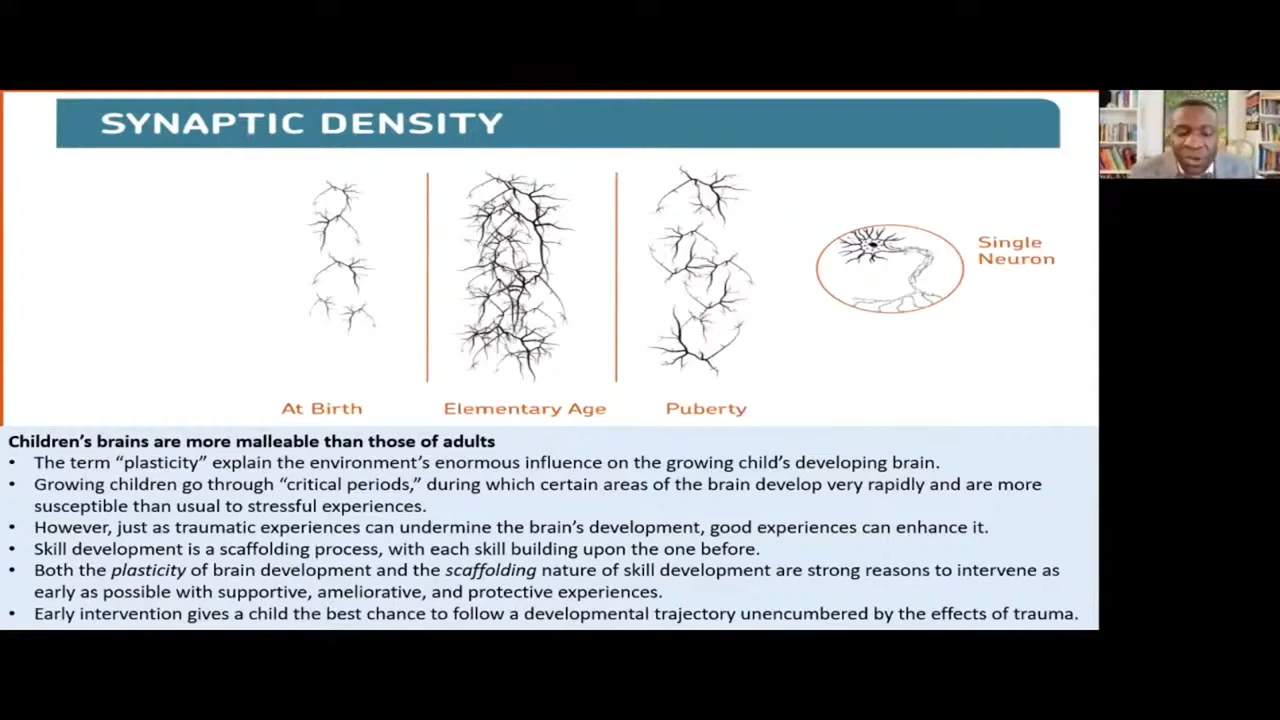 SYNAPTIC DENSITY
Single
Neuron
At Birth
Elementary Age
Puberty
Children's brains are more malleable than those of adults
• The term “plasticity” explain the environment's enormous influence on the growing child's developing brain.
• Growing children go through “critical periods,” during which certain areas of the brain develop very rapidly and are more
susceptible than usual to stressful experiences.
• However, just as traumatic experiences can undermine the brain's development, good experiences can enhance it.
• Skill development is a scaffolding process, with each skill building upon the one before.
• Both the plasticity of brain development and the scaffolding nature of skill development are strong reasons to intervene as
early as possible with supportive, ameliorative, and protective experiences.
• Early intervention gives a child the best chance to follow a developmental trajectory unencumbered by the effects of trauma.